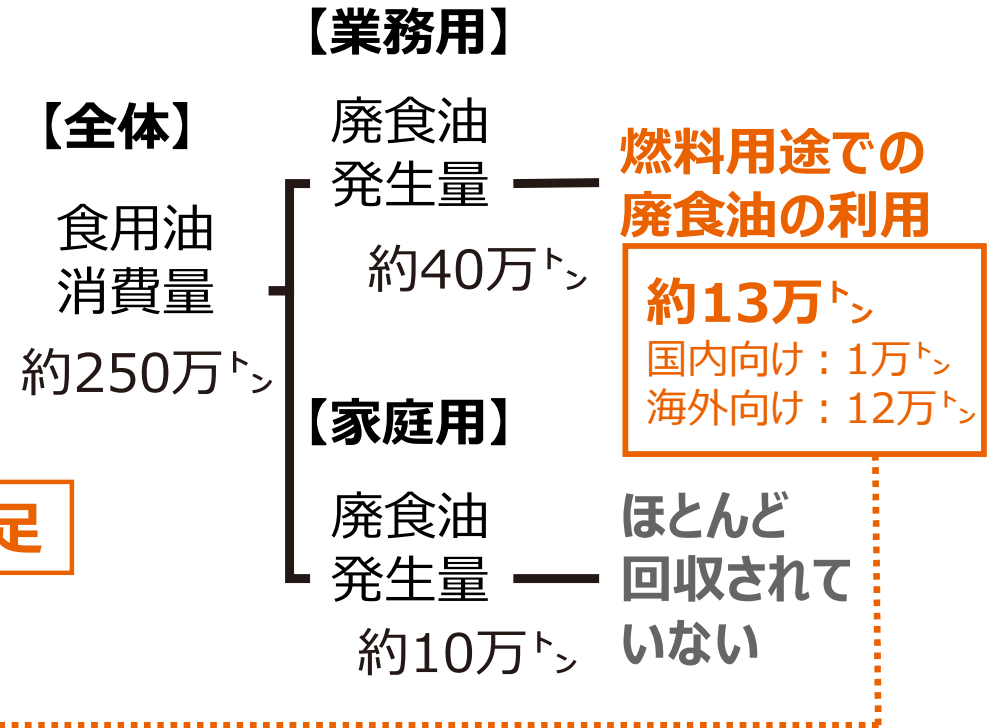 【全体】
食用油
消費量
約250万㌧
【業務用】
廃食油
発生量
約40万㌧
燃料用途での
廃食油の利用
約13万㌧
国内向け：1万㌧
海外向け：12万㌧
【家庭用】
廃食油
発生量
約10万㌧
ほとんど
回収されて
いない
足